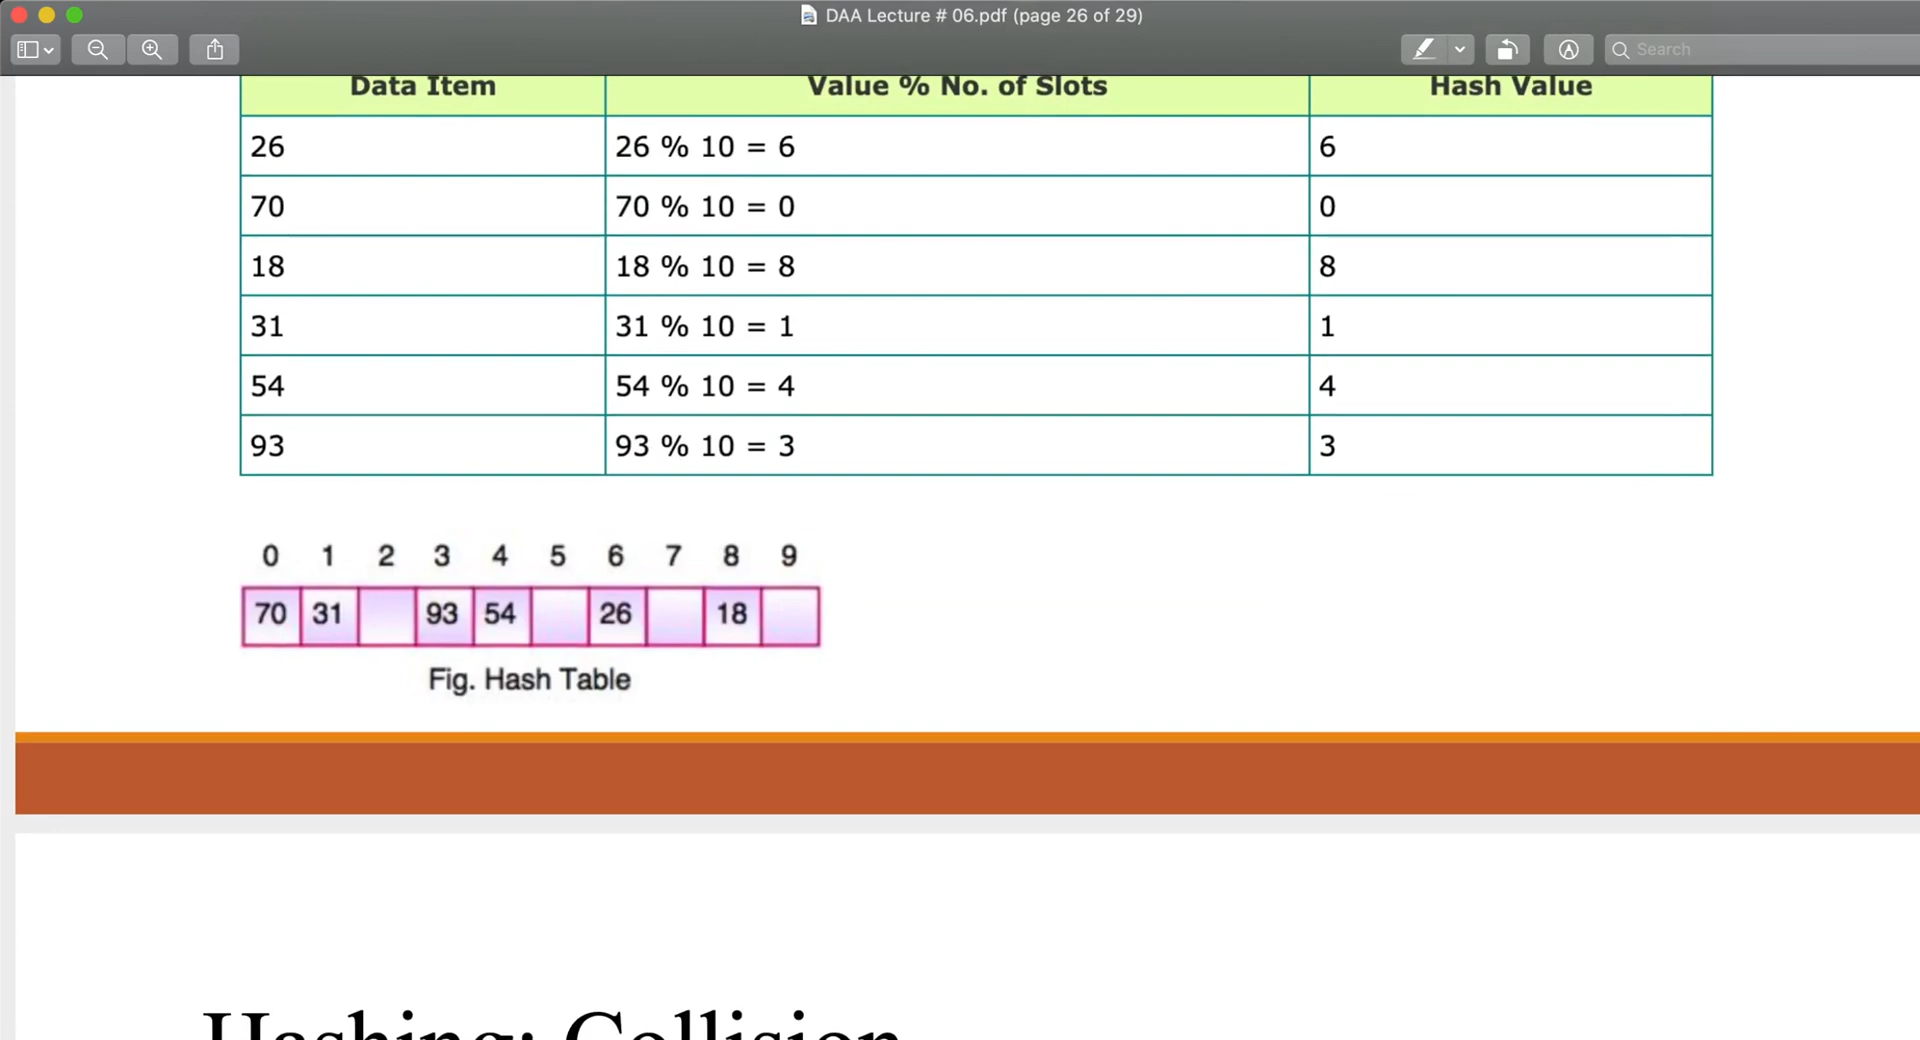 DAA Lecture # 06.pdf (page 26 of 29)
Search
Data Item Value % No. of Slots Hash Value
26 26 % 10 = 6 6
70 70 % 10 = 0 0
18 18 % 10 = 8 8
31 31 % 10 = 1 1
54 54 % 10 = 4 4
93 93 % 10 = 3 3
0 1 2 3 4 5 6 7 8 9
70 31 93 54 26 18
Fig. Hash Table
Hashing: Collision